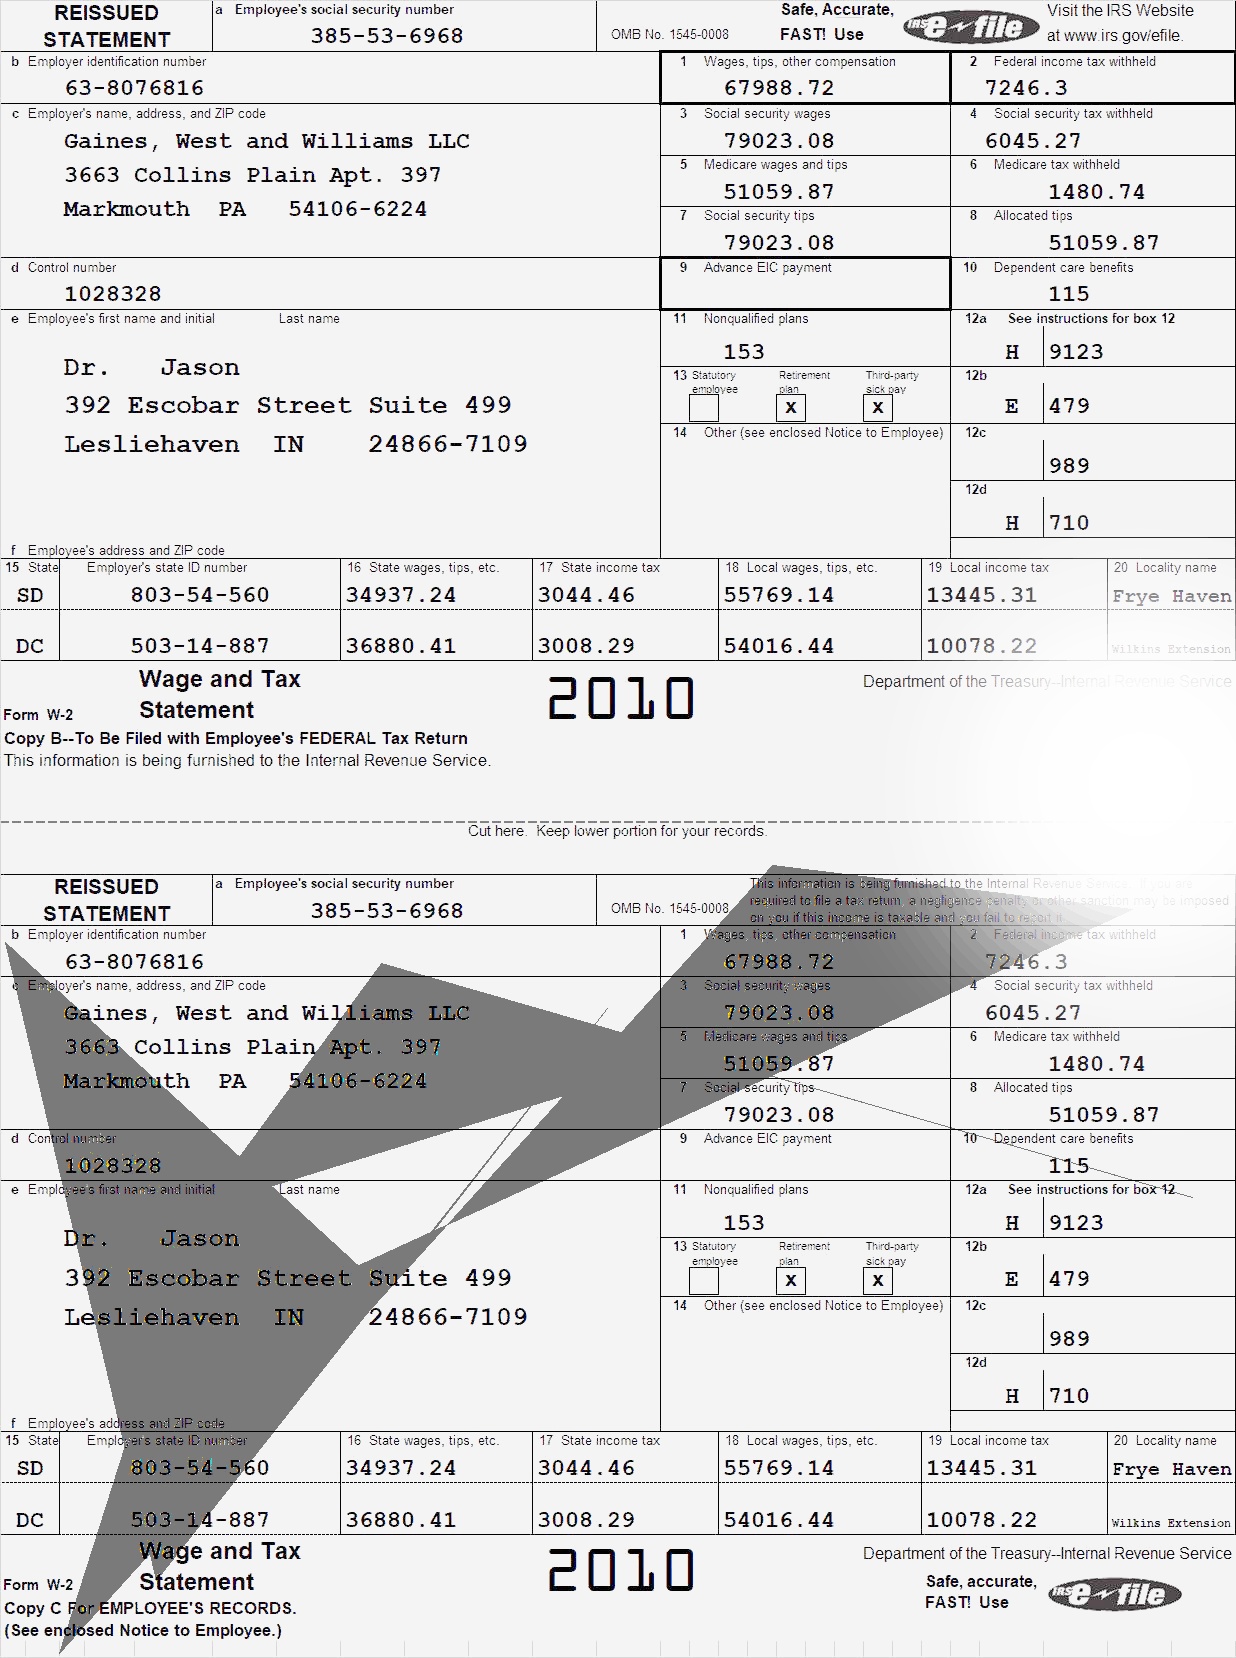 REISSUED STATEMENT
a Employee's social security number
385-53-6968
OMB No. 1545-0008
Safe, Accurate, FAST! Use
IRS e-file
Visit the IRS Website at www.irs.gov/efile.
b Employer identification number
63-8076816
1 Wages, tips, other compensation
67988.72
2 Federal income tax withheld
7246.3
c Employer's name, address, and ZIP code
Gaines, West and Williams LLC
3663 Collins Plain Apt. 397
Markmouth PA 54106-6224
3 Social security wages
79023.08
4 Social security tax withheld
6045.27
5 Medicare wages and tips
51059.87
6 Medicare tax withheld
1480.74
7 Social security tips
79023.08
8 Allocated tips
51059.87
d Control number
1028328
9 Advance EIC payment
10 Dependent care benefits
115
e Employee's first name and initial Last name
Dr. Jason
392 Escobar Street Suite 499
Lesliehaven IN 24866-7109
11 Nonqualified plans
153
12a See instructions for box 12
H 9123
13 Statutory employee Retirement plan Third-party sick pay
X X
12b
E 479
14 Other (see enclosed Notice to Employee)
12c
989
12d
H 710
f Employee's address and ZIP code
15 State Employer's state ID number 16 State wages, tips, etc. 17 State income tax 18 Local wages, tips, etc. 19 Local income tax 20 Locality name
SD 803-54-560 34937.24 3044.46 55769.14 13445.31 Frye Haven
DC 503-14-887 36880.41 3008.29 54016.44 10078.22 Wilkins Extension
Form W-2 Wage and Tax Statement 2010 Department of the Treasury--Internal Revenue Service
Copy B--To Be Filed with Employee's FEDERAL Tax Return
This information is being furnished to the Internal Revenue Service.
Cut here. Keep lower portion for your records.
REISSUED STATEMENT
a Employee's social security number
385-53-6968
OMB No. 1545-0008
This information is being furnished to the Internal Revenue Service. If you are
required to file a tax return, a negligence penalty or other sanction may be imposed
on you if this income is taxable and you fail to report it.
b Employer identification number
63-8076816
1 Wages, tips, other compensation
67988.72
2 Federal income tax withheld
7246.3
c Employer's name, address, and ZIP code
Gaines, West and Williams LLC
3663 Collins Plain Apt. 397
Markmouth PA 54106-6224
3 Social security wages
79023.08
4 Social security tax withheld
6045.27
5 Medicare wages and tips
51059.87
6 Medicare tax withheld
1480.74
7 Social security tips
79023.08
8 Allocated tips
51059.87
d Control number
1028328
9 Advance EIC payment
10 Dependent care benefits
115
e Employee's first name and initial Last name
Dr. Jason
392 Escobar Street Suite 499
Lesliehaven IN 24866-7109
11 Nonqualified plans
153
12a See instructions for box 12
H 9123
13 Statutory employee Retirement plan Third-party sick pay
X X
12b
E 479
14 Other (see enclosed Notice to Employee)
12c
989
12d
H 710
f Employee's address and ZIP code
15 State Employer's state ID number 16 State wages, tips, etc. 17 State income tax 18 Local wages, tips, etc. 19 Local income tax 20 Locality name
SD 803-54-560 34937.24 3044.46 55769.14 13445.31 Frye Haven
DC 503-14-887 36880.41 3008.29 54016.44 10078.22 Wilkins Extension
Form W-2 Wage and Tax Statement 2010 Department of the Treasury--Internal Revenue Service
Safe, accurate, FAST! Use IRS e-file
Copy C For EMPLOYEE'S RECORDS.
(See enclosed Notice to Employee.)